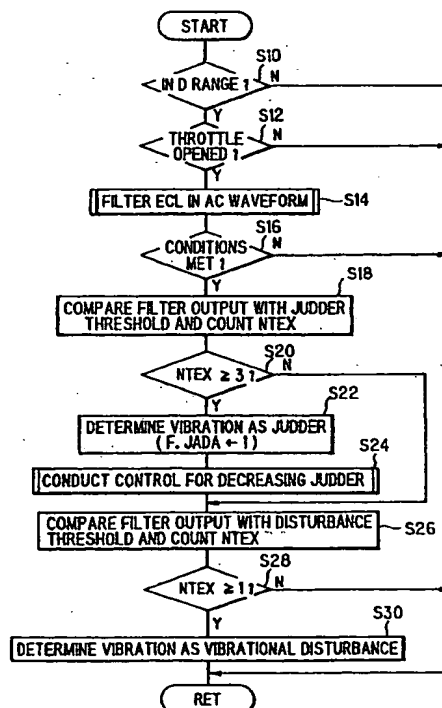 START
S10
IN D RANGE ?
N
Y
S12
THROTTLE
OPENED ?
N
Y
FILTER ECL IN AC WAVEFORM
S14
S16
CONDITIONS
MET ?
N
Y
S18
COMPARE FILTER OUTPUT WITH JUDDER
THRESHOLD AND COUNT NTEX
S20
NTEX ≥ 3 ?
N
Y
S22
DETERMINE VIBRATION AS JUDDER
(F. JADA ← 1)
S24
CONDUCT CONTROL FOR DECREASING JUDDER
COMPARE FILTER OUTPUT WITH DISTURBANCE
THRESHOLD AND COUNT NTEX
S26
S28
NTEX ≥ 1 ?
N
Y
S30
DETERMINE VIBRATION AS VIBRATIONAL DISTURBANCE
RET